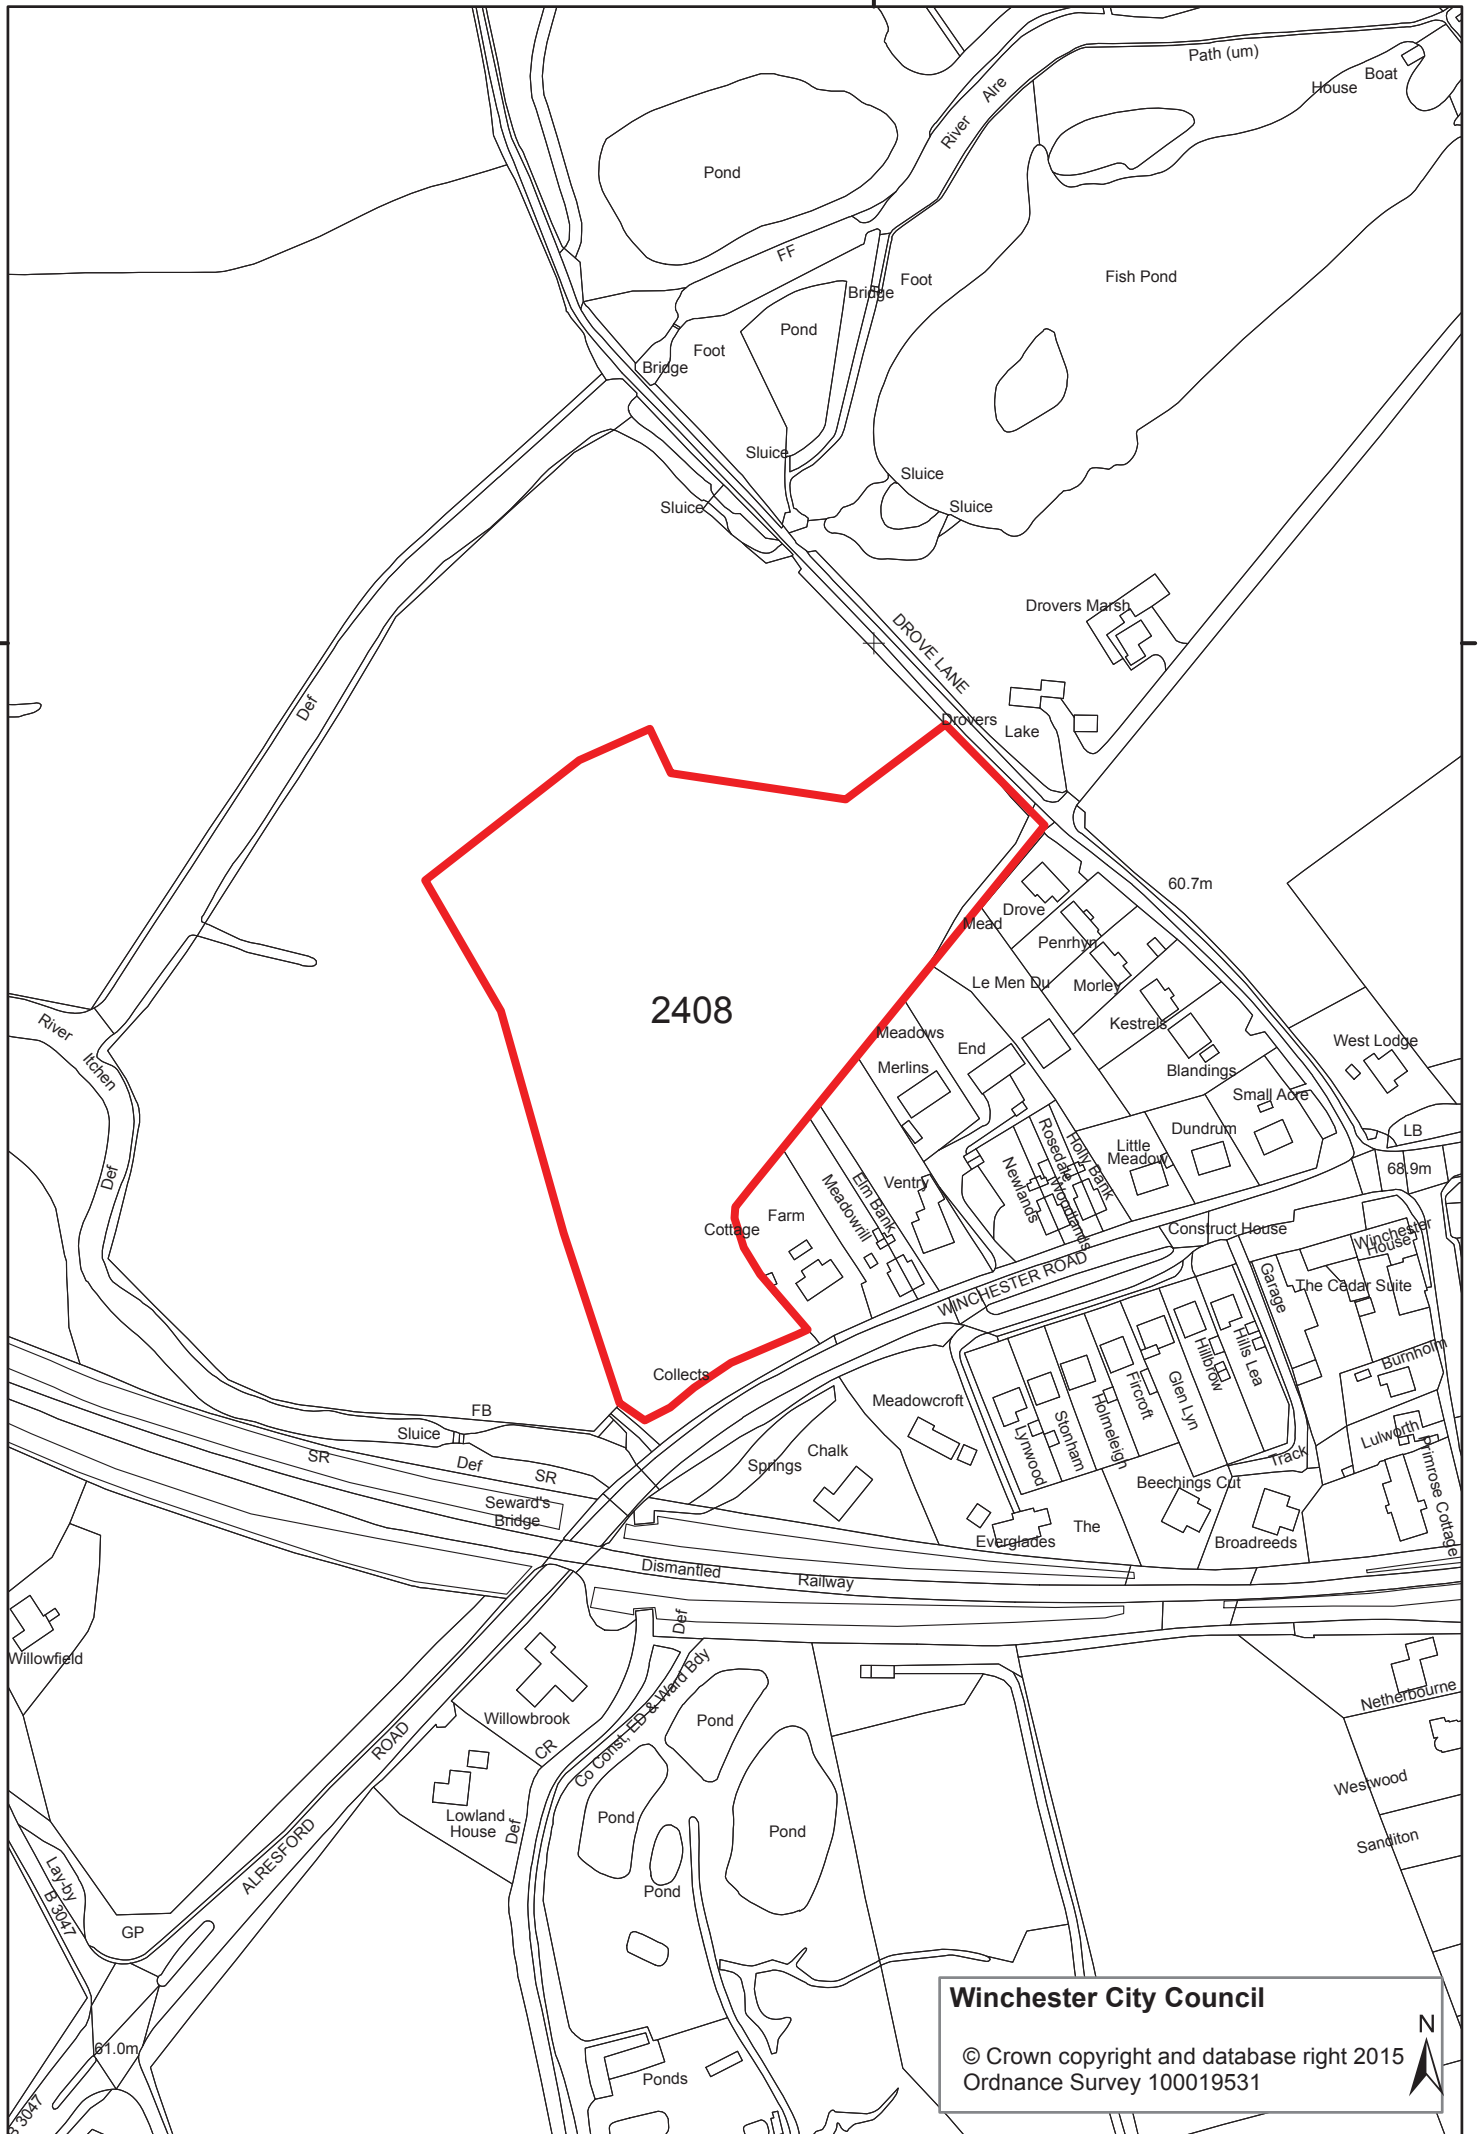 Path (um)
Boat
House
River Alre
Pond
FF
Foot
Bridge
Fish Pond
Pond
Foot
Bridge
Sluice
Sluice
Sluice
Sluice
Drovers Marsh
DROVE LANE
Def
Drovers
Lake
60.7m
Drove
Mead
Penrhyn
Le Men Du
Morley
2408
Kestrels
Meadows
End
Merlins
Blandings
West Lodge
River Itchen
Small Acre
Dundrum
LB
Little
Meadow
68.9m
Def
Holly Bank
Rosedale
Woodlands
Newlands
Ventry
Elm Bank
Meadowrill
Farm
Cottage
Construct House
Winchester
House
WINCHESTER ROAD
Garage
The Cedar Suite
Burnholm
Hills Lea
Hillbrow
Glen Lyn
Fircroft
Holmeleigh
Stonham
Lynwood
Collects
Meadowcroft
FB
Sluice
SR
Def
SR
Chalk
Springs
Lulworth
Track
Primrose Cottage
Beechings Cut
Seward's
Bridge
The
Everglades
Broadreeds
Dismantled
Railway
Def
Willowfield
Co Const, ED & Ward Bdy
Netherbourne
Willowbrook
Pond
CR
ROAD
Westwood
Lowland
House
Def
Pond
Pond
Sanditon
ALRESFORD
Lay-by
B 3047
Pond
GP
61.0m
B 3047
Ponds
Winchester City Council
N
© Crown copyright and database right 2015
Ordnance Survey 100019531